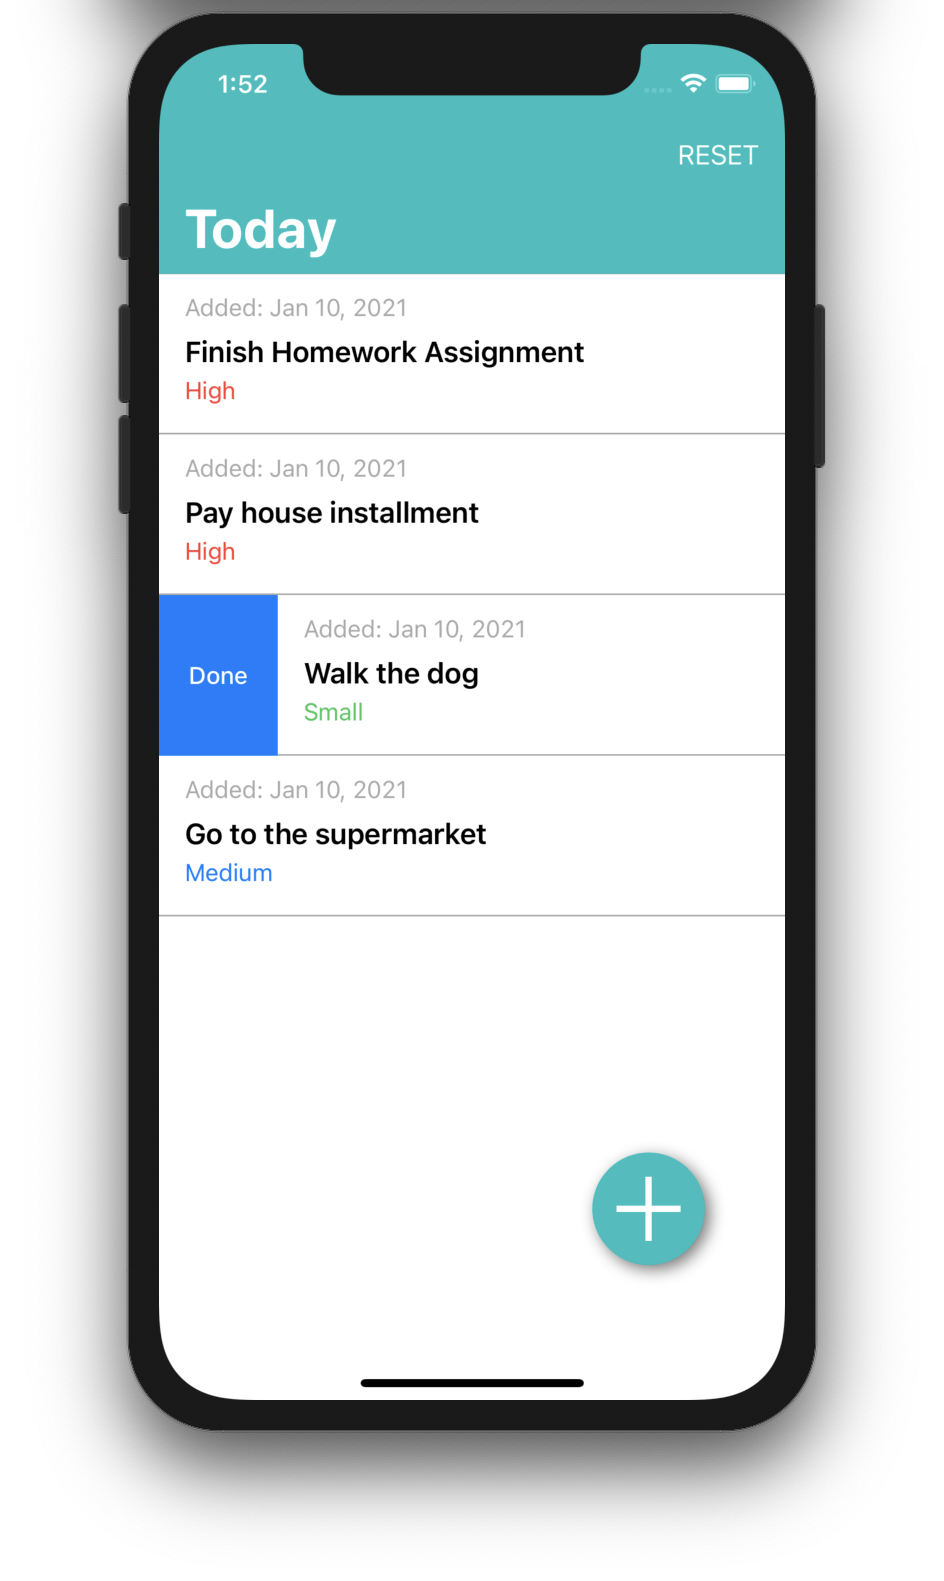 1:52
RESET
Today
Added: Jan 10, 2021
Finish Homework Assignment
High
Added: Jan 10, 2021
Pay house installment
High
Done
Added: Jan 10, 2021
Walk the dog
Small
Added: Jan 10, 2021
Go to the supermarket
Medium